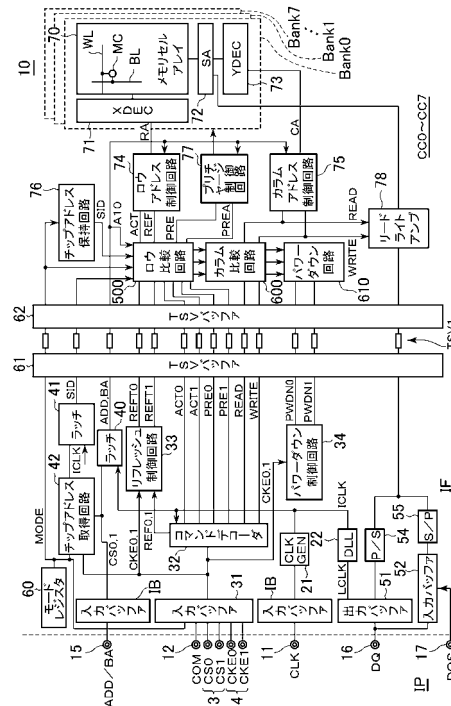 10
70
WL
MC
BL
メモリセル
アレイ
XDEC
71
SA
72
YDEC
73
Bank7
Bank1
Bank0
RA
CA
CC0~CC7
76
チップアドレス
保持回路
SID
A10
ACT
REF
PRE
PREA
74
ロウ
アドレス
制御回路
77
プリチャージ
制御回路
カラム
アドレス
制御回路
75
ロウ
比較
回路
500
カラム
比較回路
600
パワー
ダウン
回路
610
READ
WRITE
リード
ライト
アンプ
78
62
TSVバッファ
TSVバッファ
61
TSV1
MODE
60
モード
レジスタ
チップアドレス
取得回路
42
41
ラッチ
SID
ICLK
ラッチ
40
ADD,BA
CS0,1
CKE0,1
REF0,1
リフレッシュ
制御回路
33
REFT0
REFT1
ACT0
ACT1
PRE0
PRE1
READ
WRITE
コマンド
デコーダ
32
CKE0,1
パワーダウン
制御回路
34
PWDN0
PWDN1
入力バッファ
IB
入力バッファ
31
入力バッファ
IB
CLK
GEN
21
22
DLL
ICLK
LCLK
出力バッファ
51
P/S
54
S/P
55
入力バッファ
52
IF
IP
ADD/BA
15
COM
CS0
CS1
CKE0
CKE1
12
3
4
CLK
11
DQ
16
DQS
17